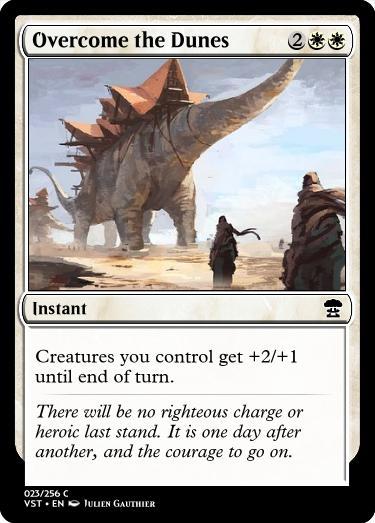 Overcome the Dunes 2
Instant
Creatures you control get +2/+1
until end of turn.
There will be no righteous charge or
heroic last stand. It is one day after
another, and the courage to go on.
023/256 C
VST • EN Julien Gauthier